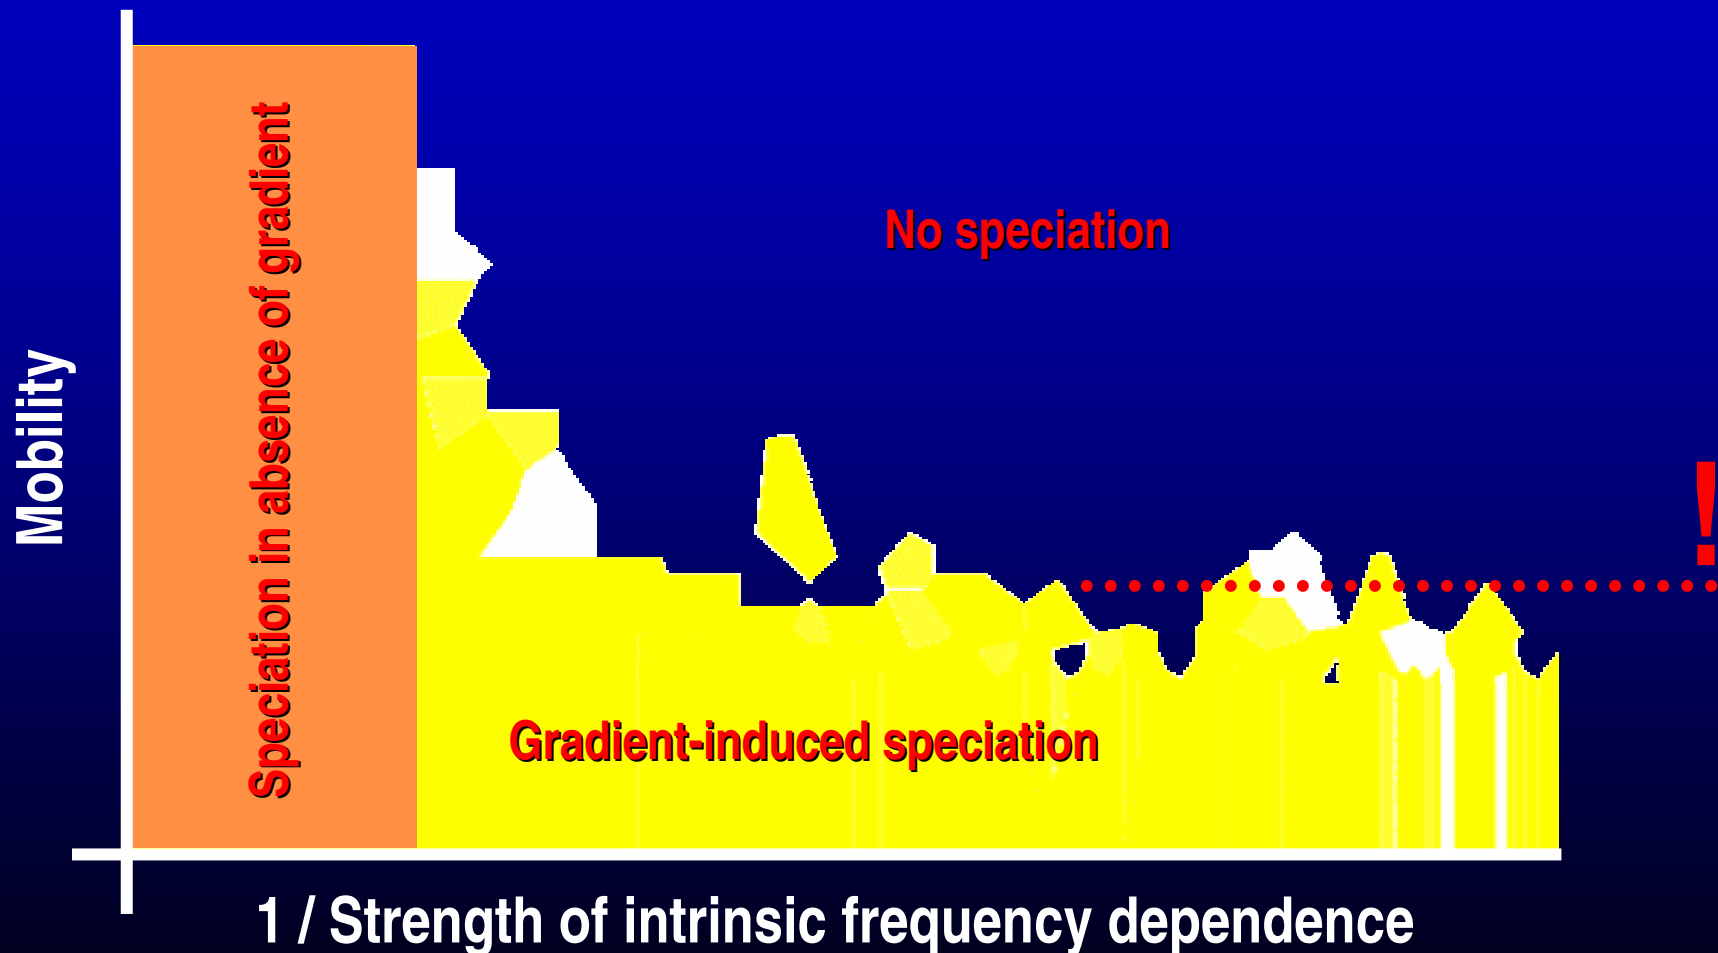 Mobility
Speciation in absence of gradient
No speciation
!
Gradient-induced speciation
1 / Strength of intrinsic frequency dependence